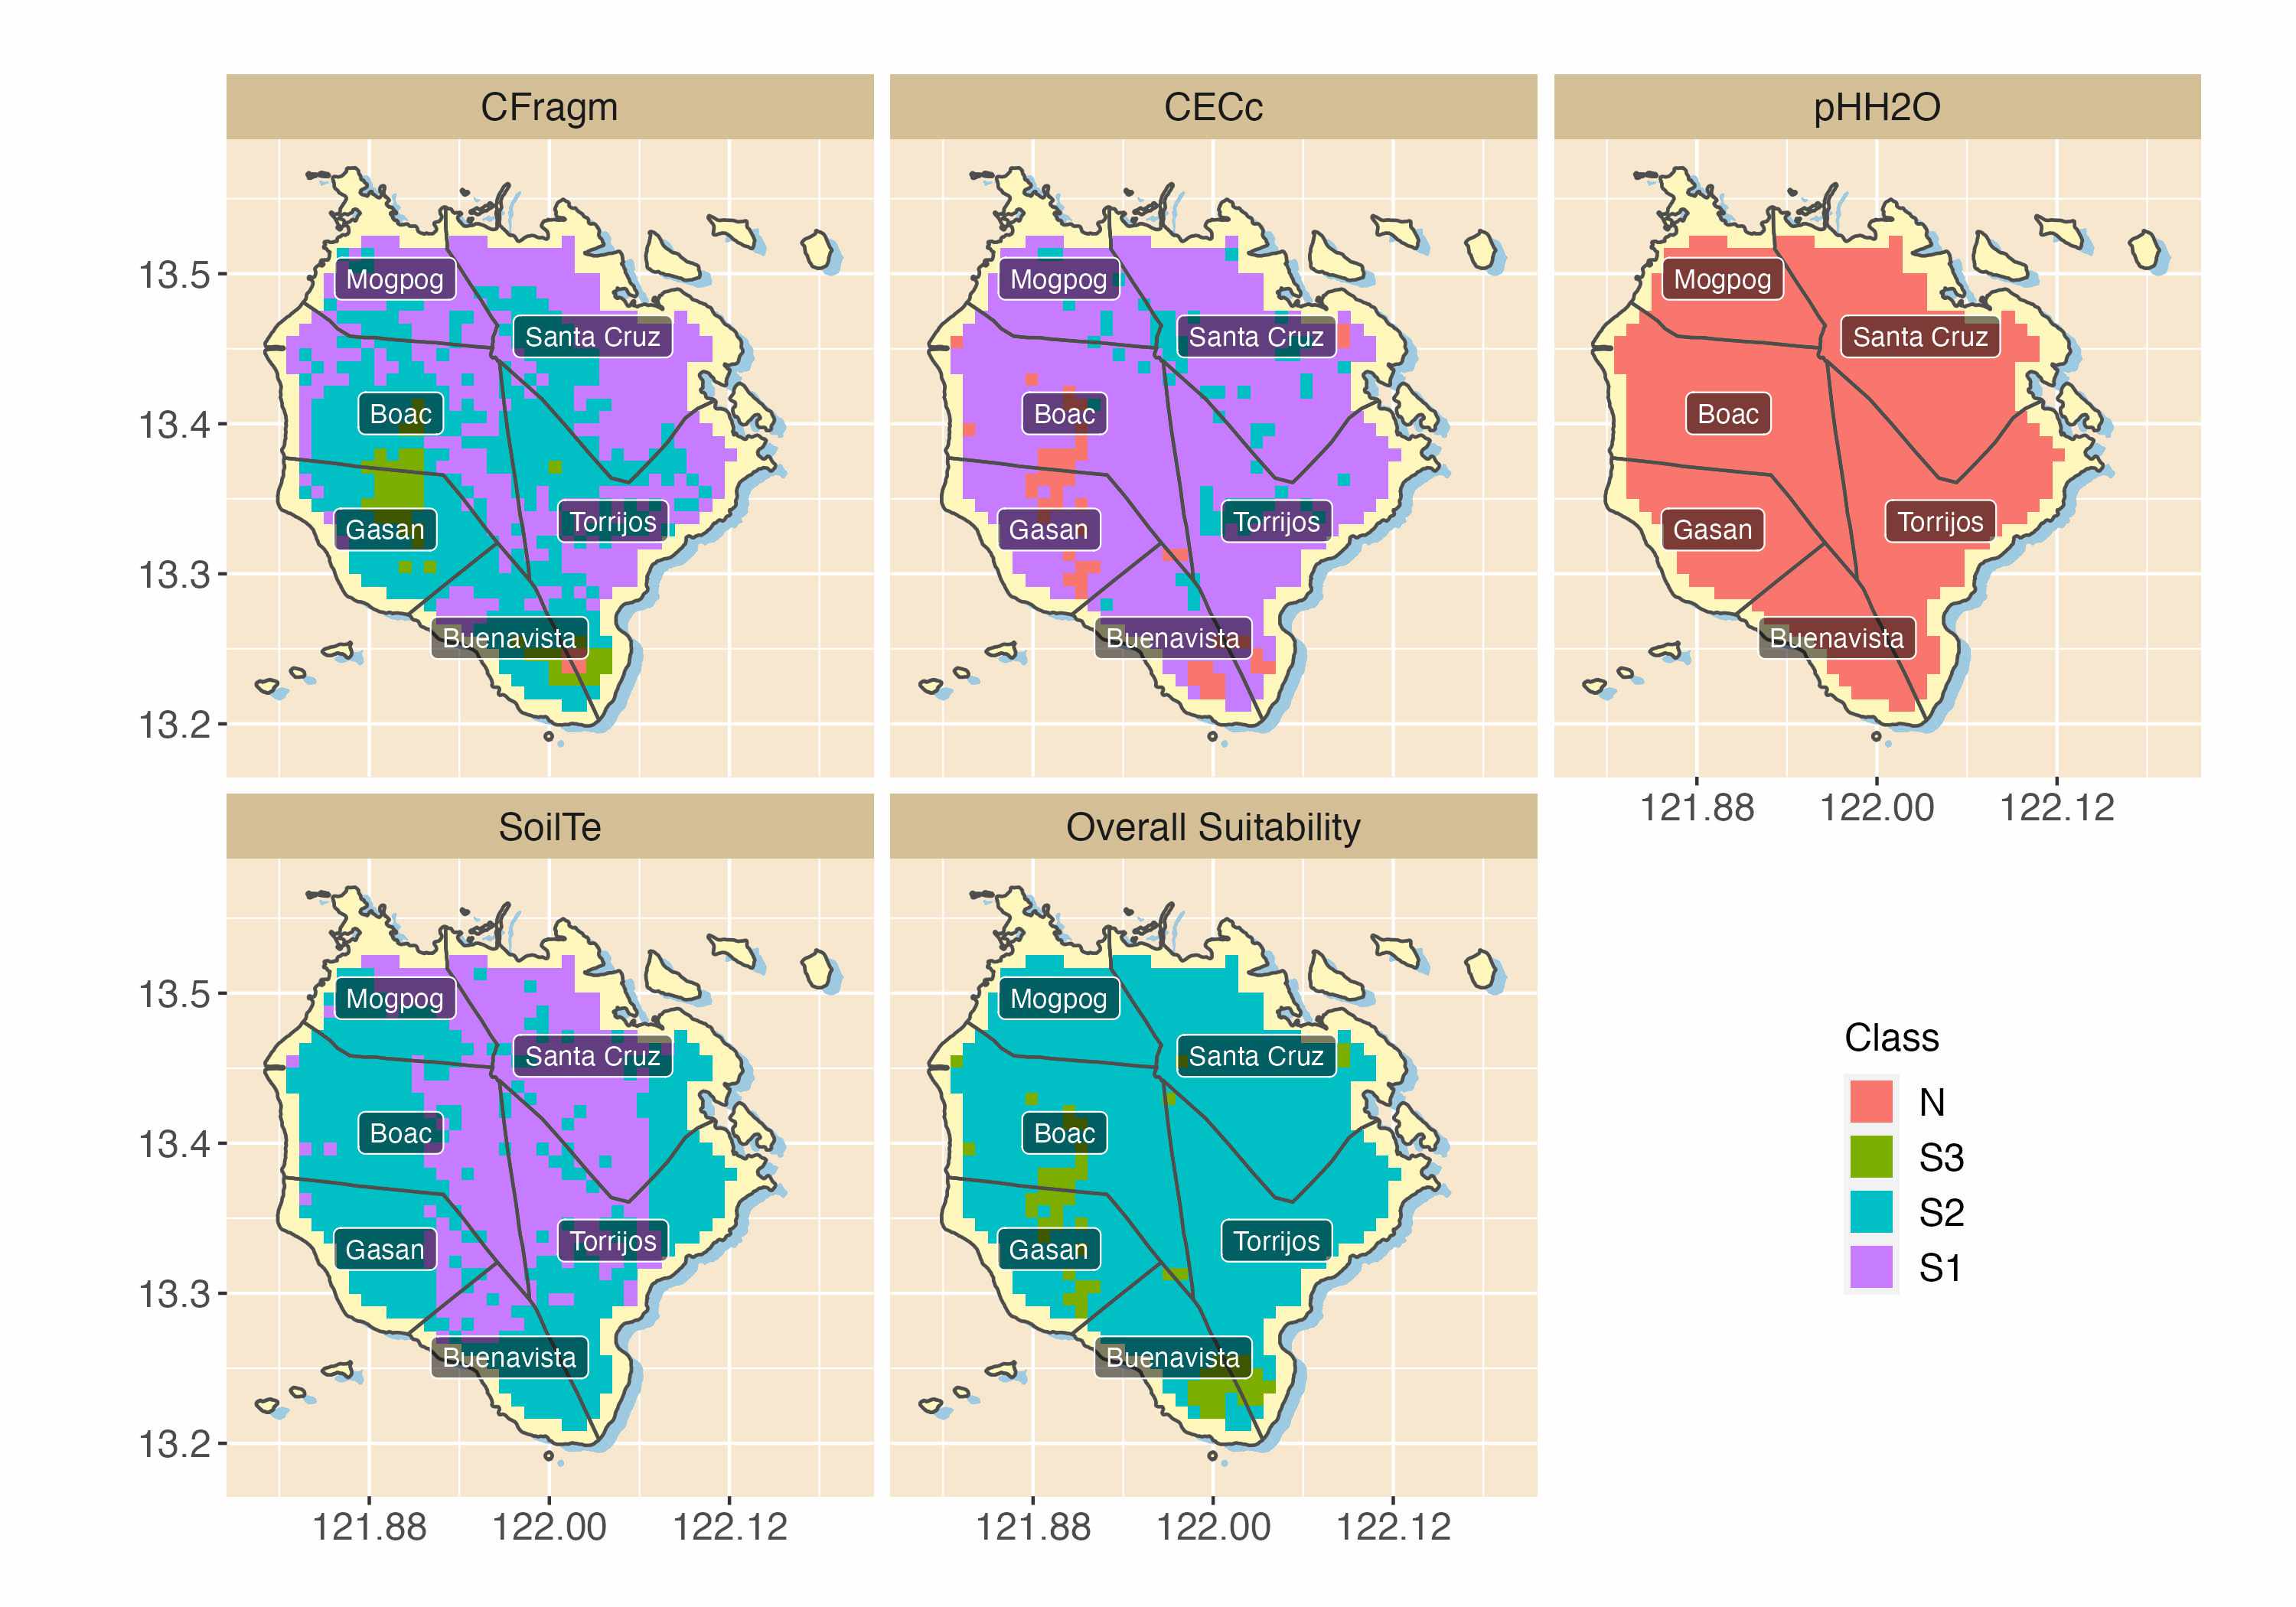 CFragm
CECc
pHH2O
13.5
13.4
13.3
13.2
Mogpog
Santa Cruz
Boac
Gasan
Torrijos
Buenavista
Mogpog
Santa Cruz
Boac
Gasan
Torrijos
Buenavista
Mogpog
Santa Cruz
Boac
Gasan
Torrijos
Buenavista
121.88 122.00 122.12
SoilTe
Overall Suitability
13.5
13.4
13.3
13.2
Mogpog
Santa Cruz
Boac
Gasan
Torrijos
Buenavista
Mogpog
Santa Cruz
Boac
Gasan
Torrijos
Buenavista
121.88 122.00 122.12
121.88 122.00 122.12
Class
N
S3
S2
S1